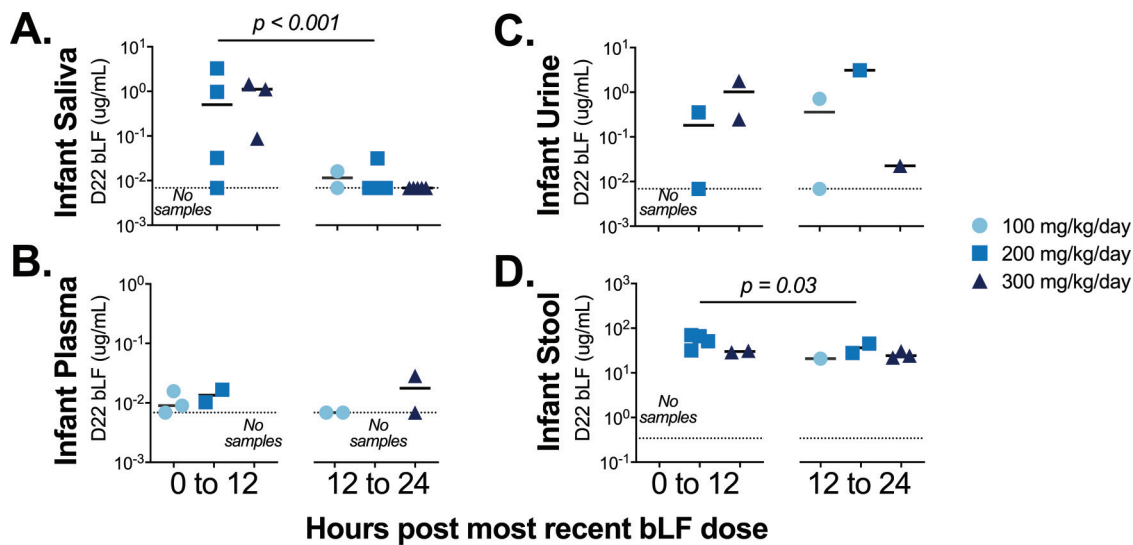 A.
p < 0.001
Infant Saliva
D22 bLF (ug/mL)
10¹
10⁰
10⁻¹
10⁻²
10⁻³
No
samples
B.
Infant Plasma
D22 bLF (ug/mL)
10⁰
10⁻¹
10⁻²
10⁻³
No
samples
No
samples
0 to 12
12 to 24
C.
Infant Urine
D22 bLF (ug/mL)
10¹
10⁰
10⁻¹
10⁻²
10⁻³
No
samples
D.
p = 0.03
Infant Stool
D22 bLF (ug/mL)
10³
10²
10¹
10⁰
10⁻¹
No
samples
0 to 12
12 to 24
100 mg/kg/day
200 mg/kg/day
300 mg/kg/day
Hours post most recent bLF dose